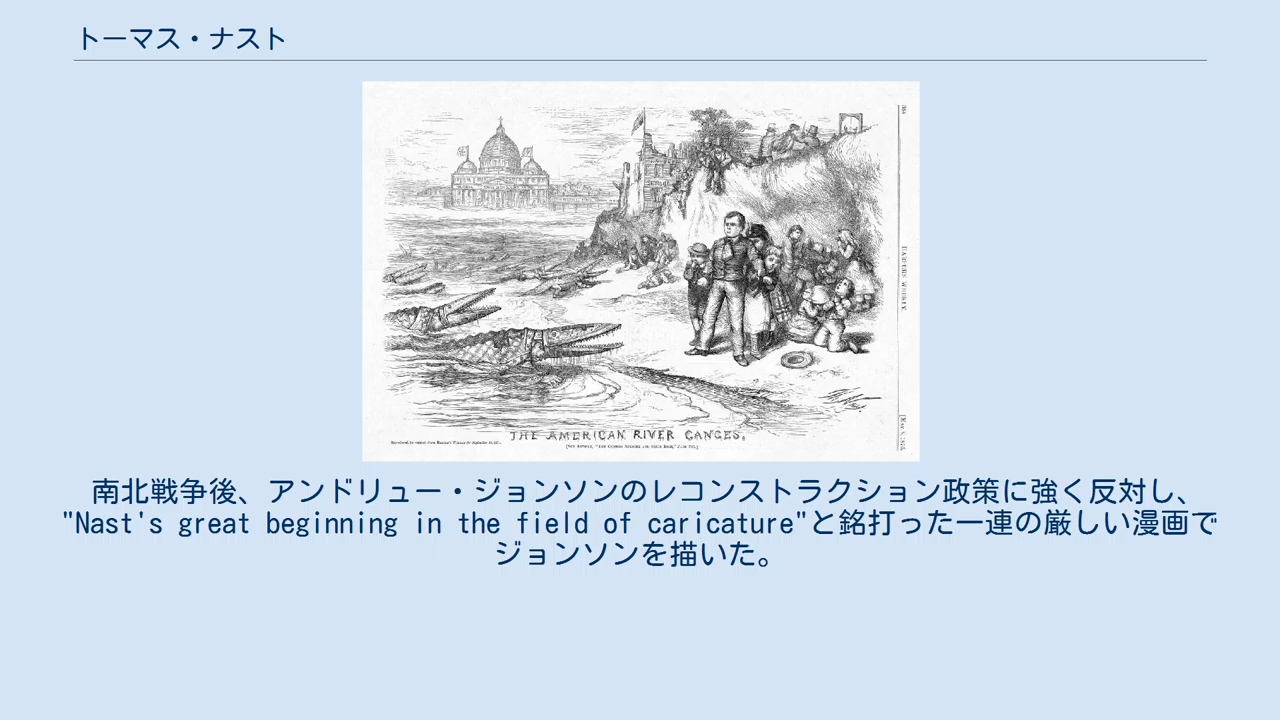 トーマス・ナスト
HARPER'S WEEKLY.
THE AMERICAN RIVER GANGES.
南北戦争後、アンドリュー・ジョンソンのレコンストラクション政策に強く反対し、
"Nast's great beginning in the field of caricature"と銘打った一連の厳しい漫画で
ジョンソンを描いた。